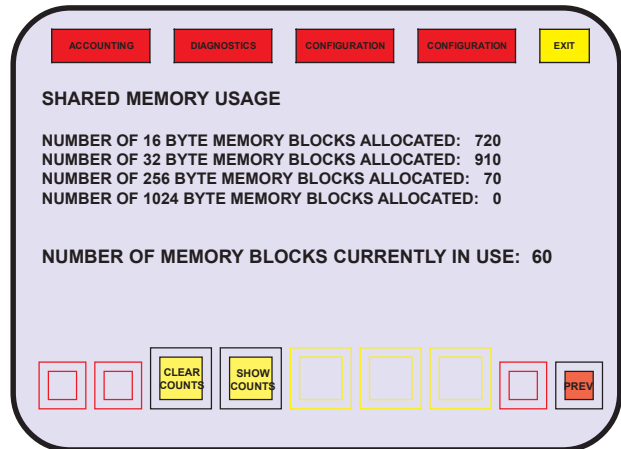 ACCOUNTING DIAGNOSTICS CONFIGURATION CONFIGURATION EXIT
SHARED MEMORY USAGE
NUMBER OF 16 BYTE MEMORY BLOCKS ALLOCATED: 720
NUMBER OF 32 BYTE MEMORY BLOCKS ALLOCATED: 910
NUMBER OF 256 BYTE MEMORY BLOCKS ALLOCATED: 70
NUMBER OF 1024 BYTE MEMORY BLOCKS ALLOCATED: 0
NUMBER OF MEMORY BLOCKS CURRENTLY IN USE: 60
CLEAR
COUNTS
SHOW
COUNTS
PREV